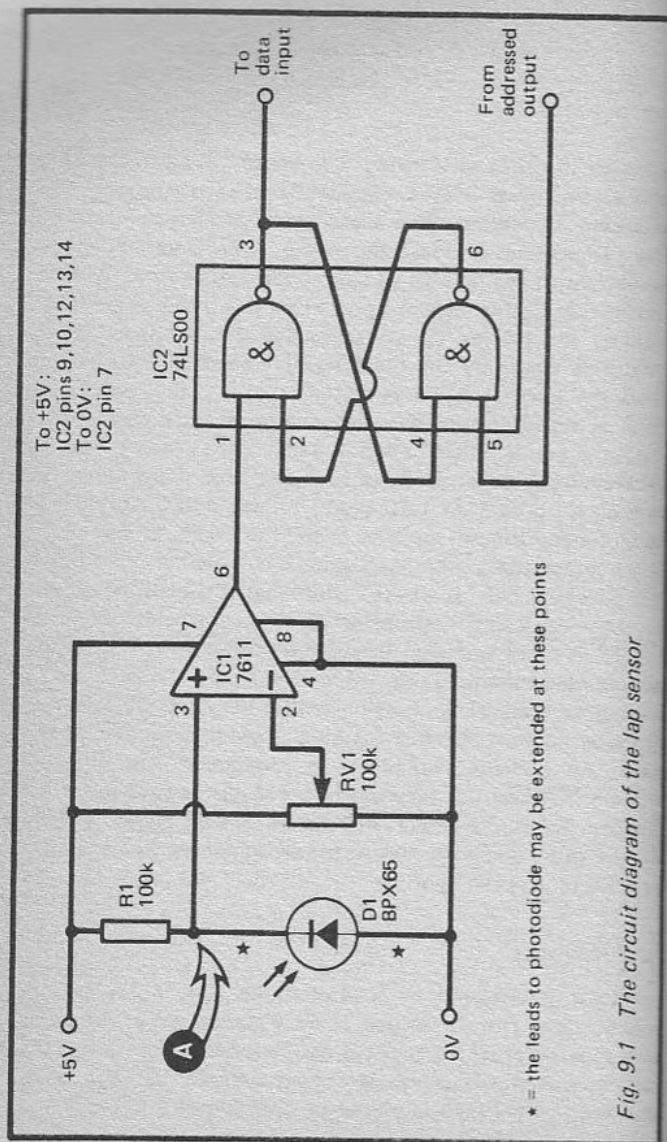 To +5V:
IC2 pins 9,10,12,13,14
To 0V:
IC2 pin 7
+5V
R1
100k
A
*
D1
BPX65
*
0V
RV1
100k
3
2
+
−
IC1
7611
7
6
8
4
IC2
74LS00
1
2
&
3
4
5
&
6
To
data
input
From
addressed
output
* = the leads to photodiode may be extended at these points
Fig. 9.1 The circuit diagram of the lap sensor